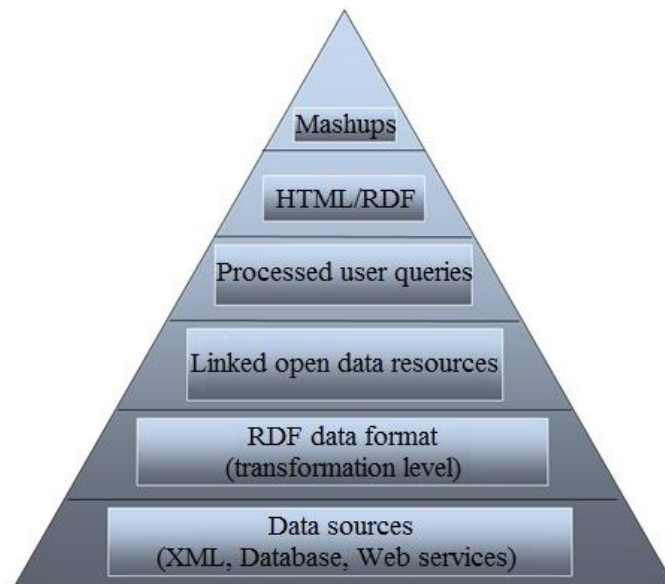 Mashups
HTML/RDF
Processed user queries
Linked open data resources
RDF data format
(transformation level)
Data sources
(XML, Database, Web services)